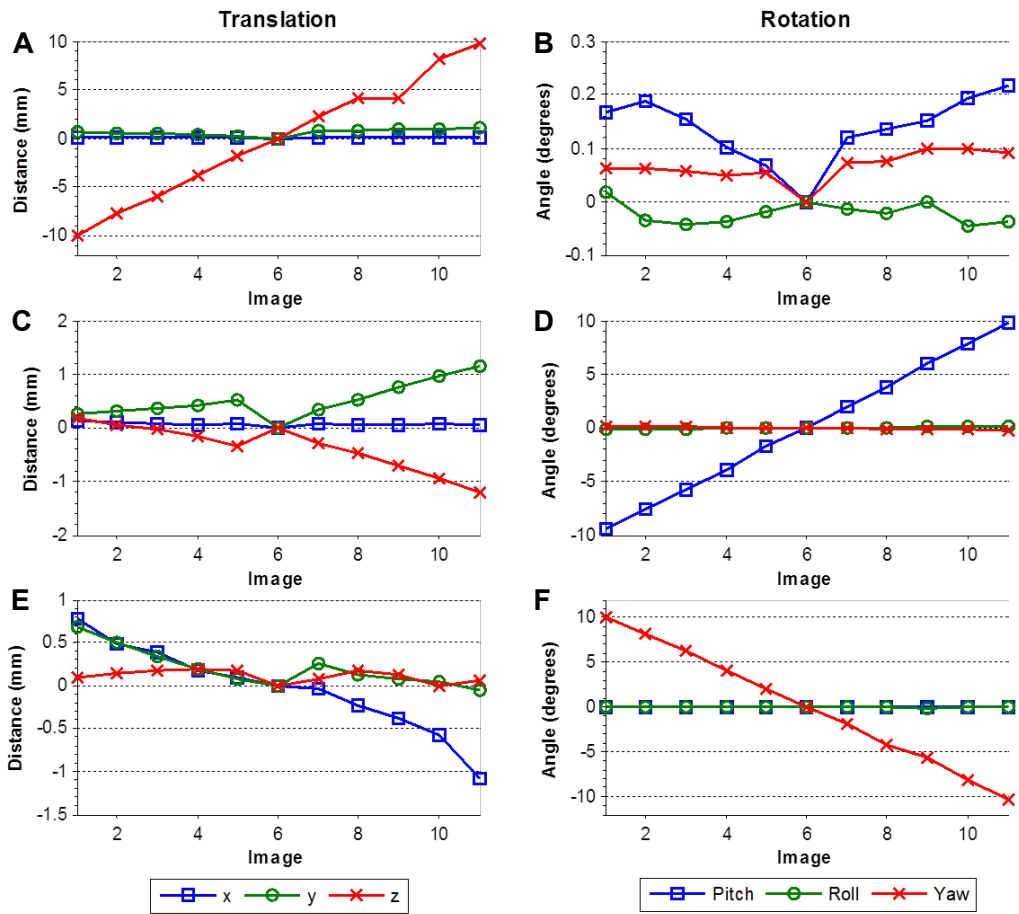 Translation
Rotation
A
B
Distance (mm)
10
5
0
-5
-10
2 4 6 8 10
Image
Angle (degrees)
0.3
0.2
0.1
0
-0.1
2 4 6 8 10
Image
C
D
Distance (mm)
2
1
0
-1
-2
2 4 6 8 10
Image
Angle (degrees)
10
5
0
-5
-10
2 4 6 8 10
Image
E
F
Distance (mm)
1
0.5
0
-0.5
-1
-1.5
2 4 6 8 10
Image
Angle (degrees)
10
5
0
-5
-10
2 4 6 8 10
Image
x y z
Pitch Roll Yaw